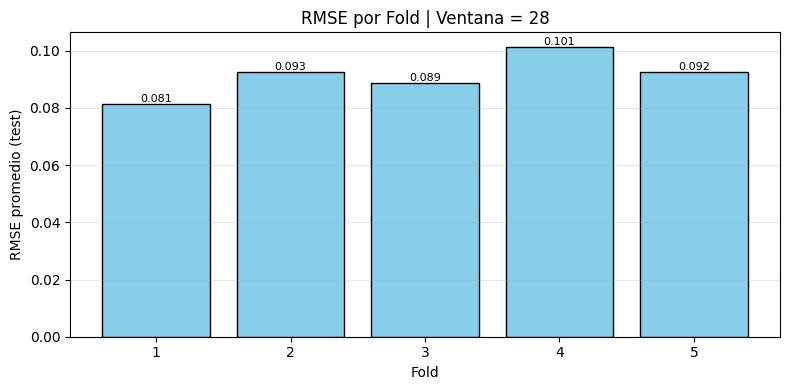 RMSE por Fold | Ventana = 28
RMSE promedio (test)
0.10
0.08
0.06
0.04
0.02
0.00
0.081
0.093
0.089
0.101
0.092
1 2 3 4 5
Fold